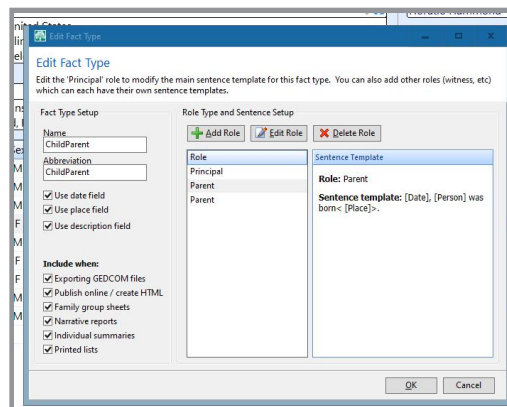 Edit Fact Type
Edit Fact Type
Edit the 'Principal' role to modify the main sentence template for this fact type. You can also add other roles (witness, etc)
which can each have their own sentence templates.
Fact Type Setup
Name
ChildParent
Abbreviation
ChildParent
Use date field
Use place field
Use description field
Include when:
Exporting GEDCOM files
Publish online / create HTML
Family group sheets
Narrative reports
Individual summaries
Printed lists
Role Type and Sentence Setup
Add Role
Edit Role
Delete Role
Role
Principal
Parent
Parent
Sentence Template
Role: Parent
Sentence template: [Date], [Person] was
born< [Place]>.
OK
Cancel
M
M
M
F
M
F
F
M
M